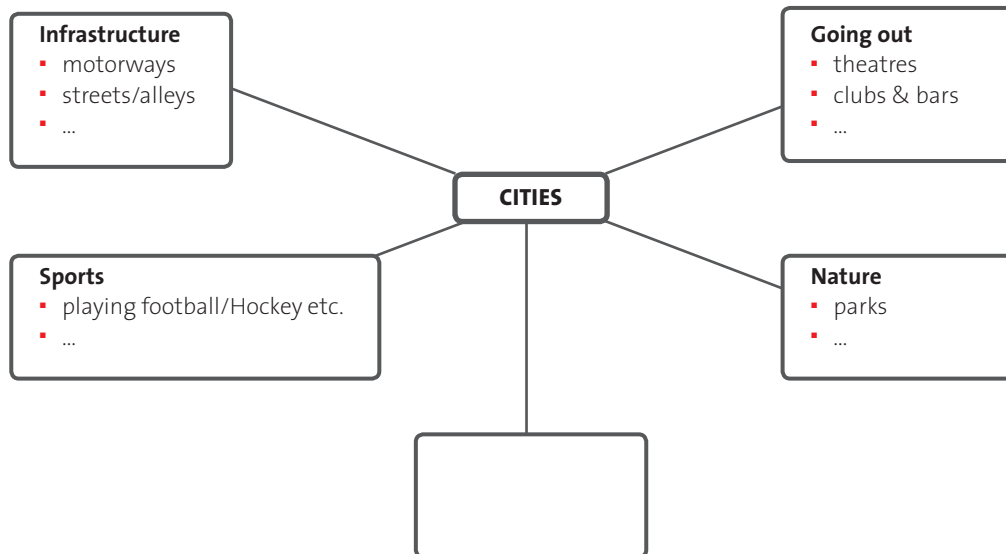 Infrastructure
▪ motorways
▪ streets/alleys
▪ ...
Going out
▪ theatres
▪ clubs & bars
▪ ...
CITIES
Sports
▪ playing football/Hockey etc.
▪ ...
Nature
▪ parks
▪ ...